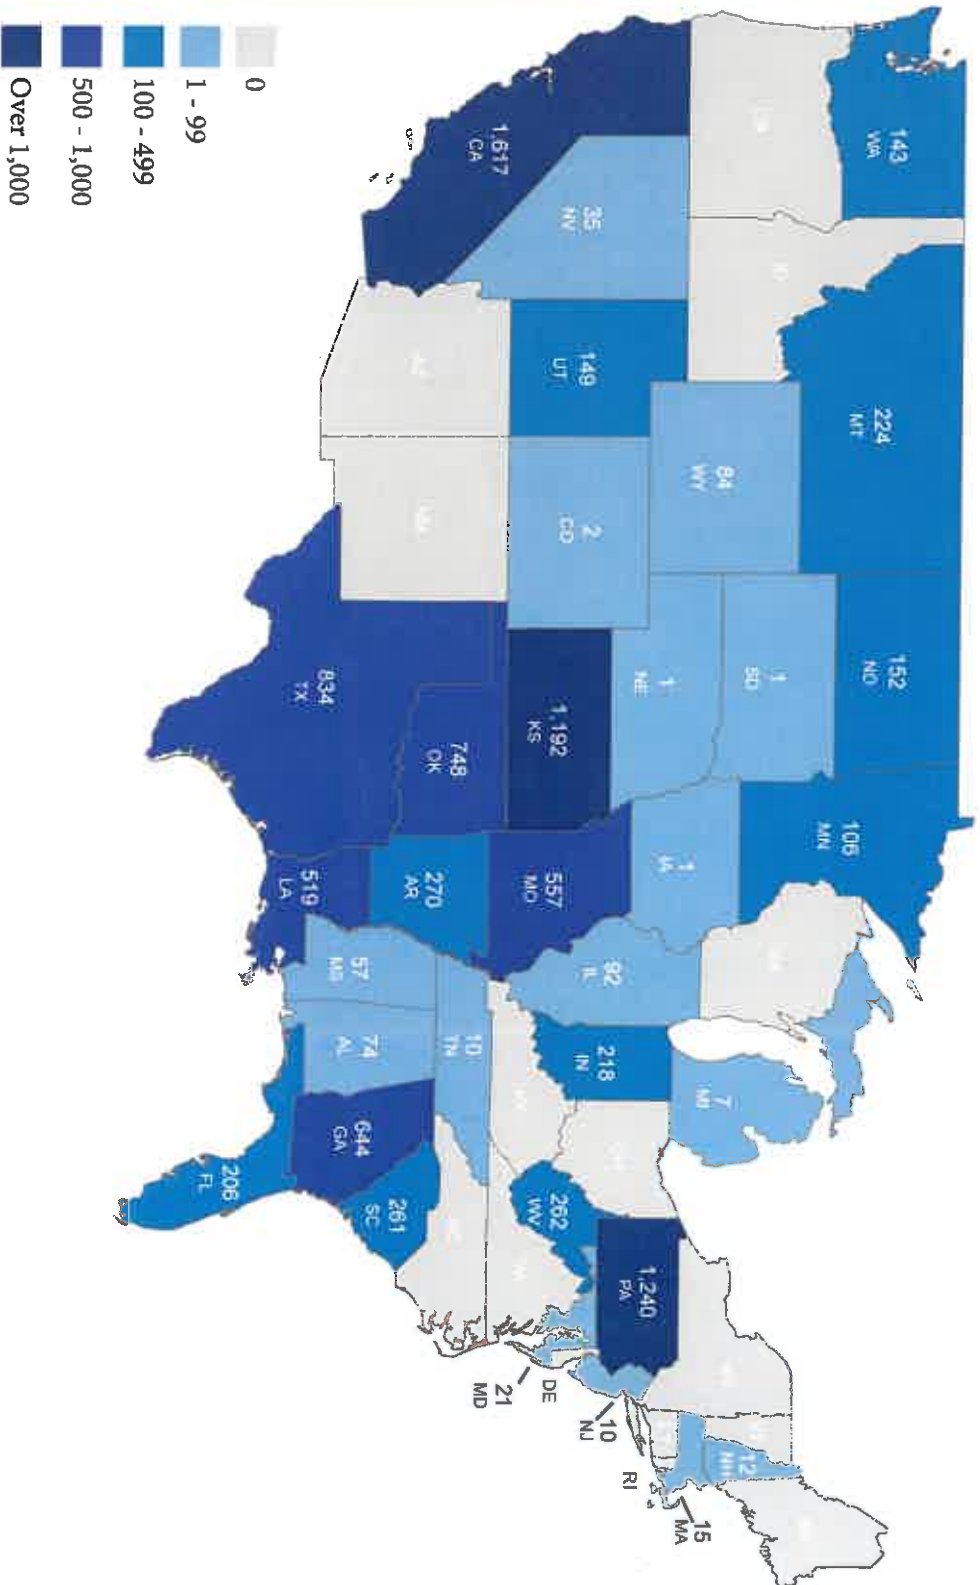 143
WA
224
MT
152
ND
106
MN
1
SD
84
WY
1
NE
1
IA
7
MI
12
NH
15
MA
RI
10
NJ
DE
21
MD
1,240
PA
262
WV
218
IN
92
IL
35
NV
149
UT
2
CO
1,192
KS
557
MO
1,617
CA
748
OK
270
AR
10
TN
834
TX
519
LA
57
MS
74
AL
644
GA
261
SC
206
FL
0
1 - 99
100 - 499
500 - 1,000
Over 1,000